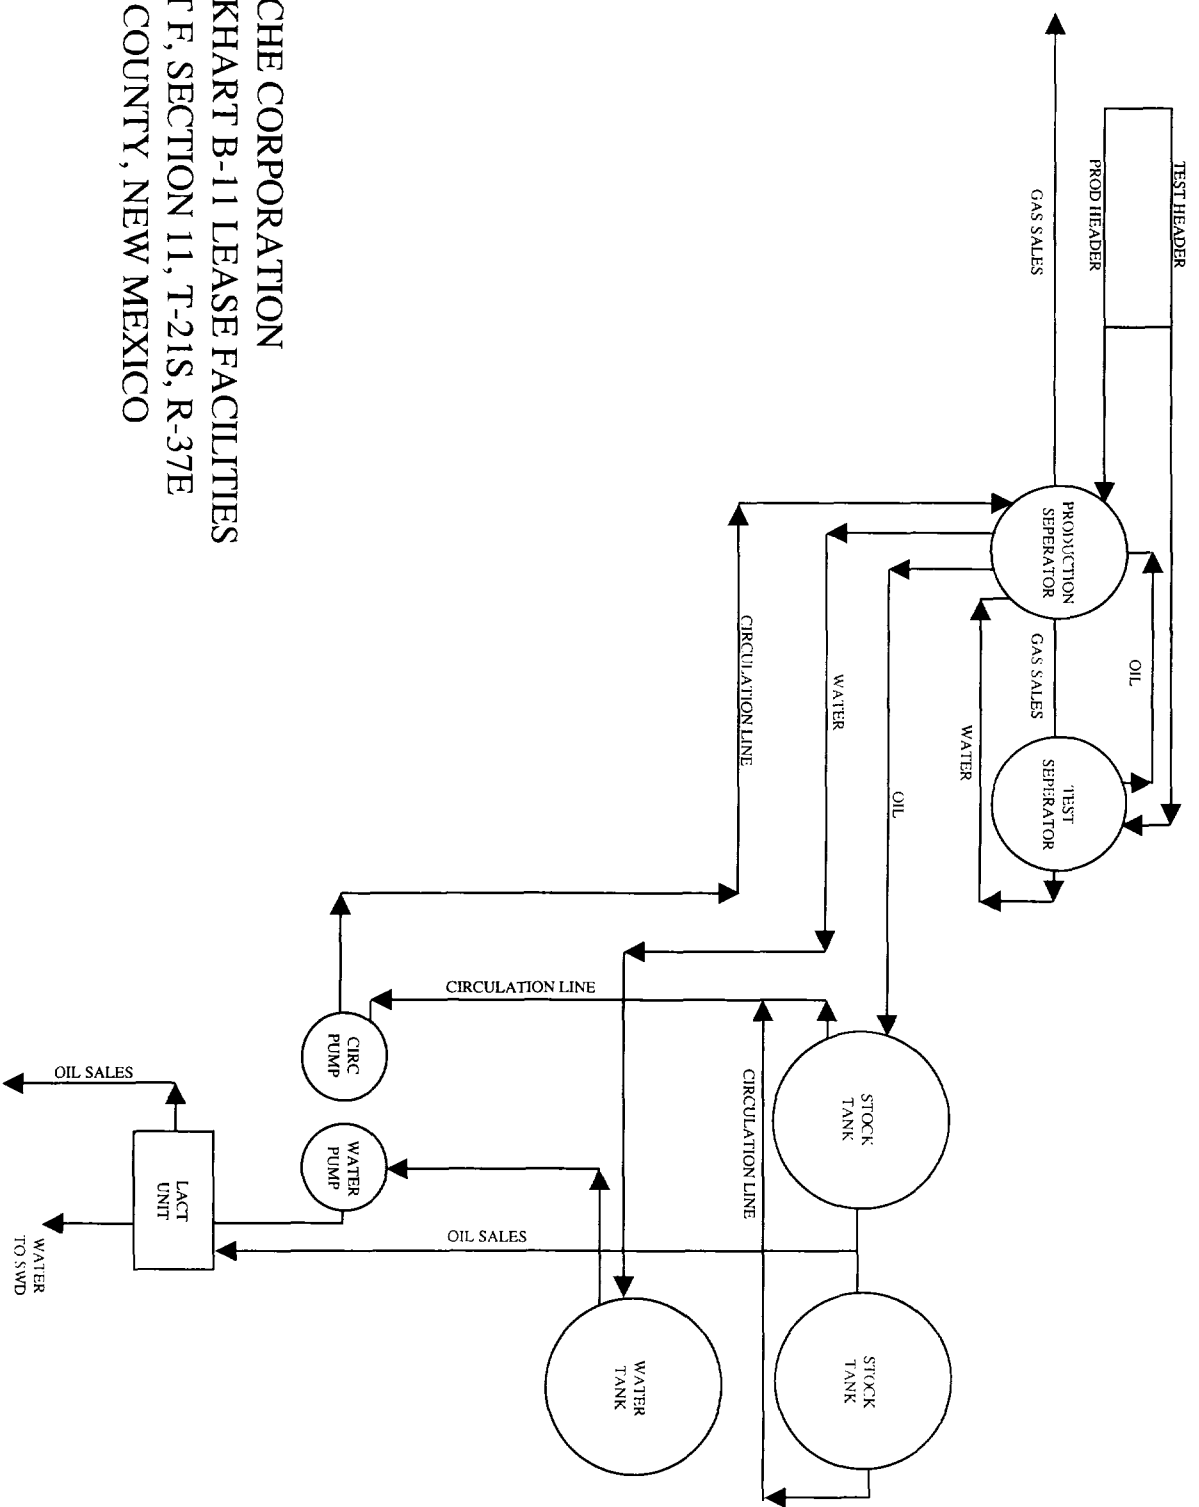 TEST HEADER
PROD HEADER
GAS SALES
PRODUCTION
SEPERATOR
OIL
GAS SALES
WATER
TEST
SEPERATOR
OIL
WATER
CIRCULATION LINE
CIRCULATION LINE
CIRCULATION LINE
STOCK
TANK
STOCK
TANK
WATER
TANK
CIRC
PUMP
WATER
PUMP
OIL SALES
OIL SALES
LACT
UNIT
WATER
TO SWD
CHE CORPORATION
KHART B-11 LEASE FACILITIES
F, SECTION 11, T-21S, R-37E
COUNTY, NEW MEXICO